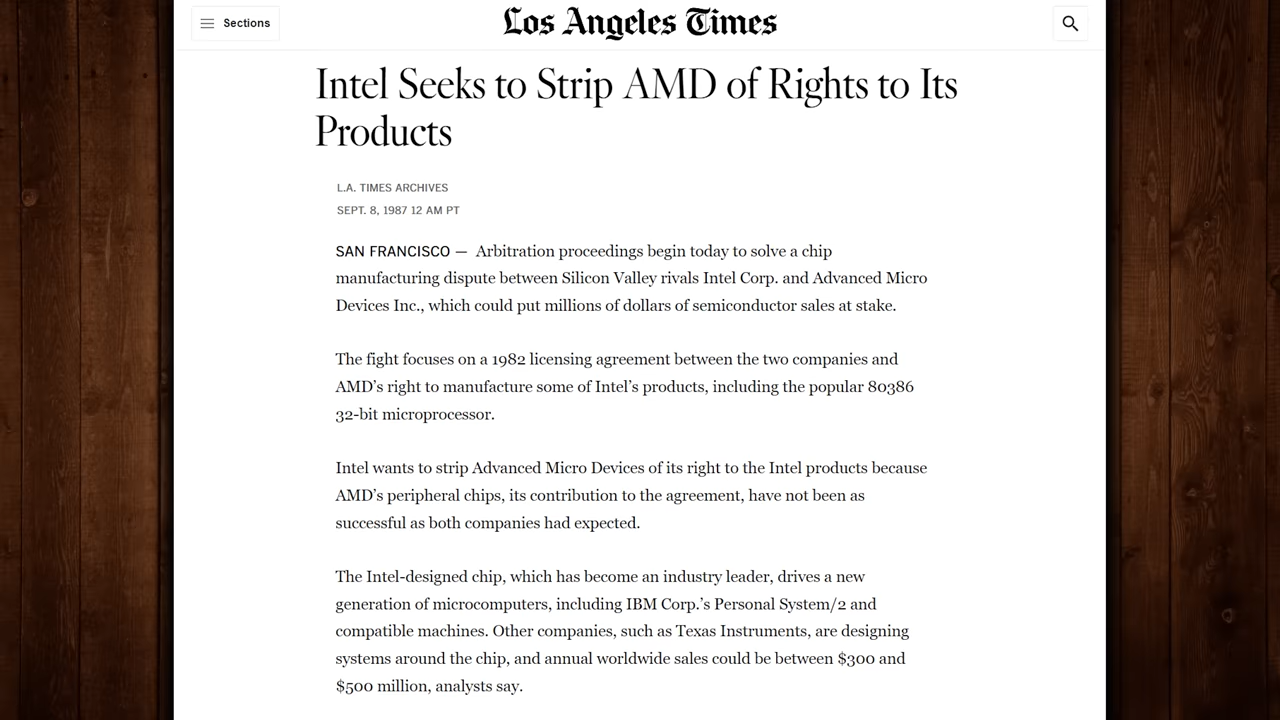 Sections
Los Angeles Times
Intel Seeks to Strip AMD of Rights to Its
Products
L.A. TIMES ARCHIVES
SEPT. 8, 1987 12 AM PT
SAN FRANCISCO — Arbitration proceedings begin today to solve a chip
manufacturing dispute between Silicon Valley rivals Intel Corp. and Advanced Micro
Devices Inc., which could put millions of dollars of semiconductor sales at stake.
The fight focuses on a 1982 licensing agreement between the two companies and
AMD’s right to manufacture some of Intel’s products, including the popular 80386
32-bit microprocessor.
Intel wants to strip Advanced Micro Devices of its right to the Intel products because
AMD’s peripheral chips, its contribution to the agreement, have not been as
successful as both companies had expected.
The Intel-designed chip, which has become an industry leader, drives a new
generation of microcomputers, including IBM Corp.’s Personal System/2 and
compatible machines. Other companies, such as Texas Instruments, are designing
systems around the chip, and annual worldwide sales could be between $300 and
$500 million, analysts say.